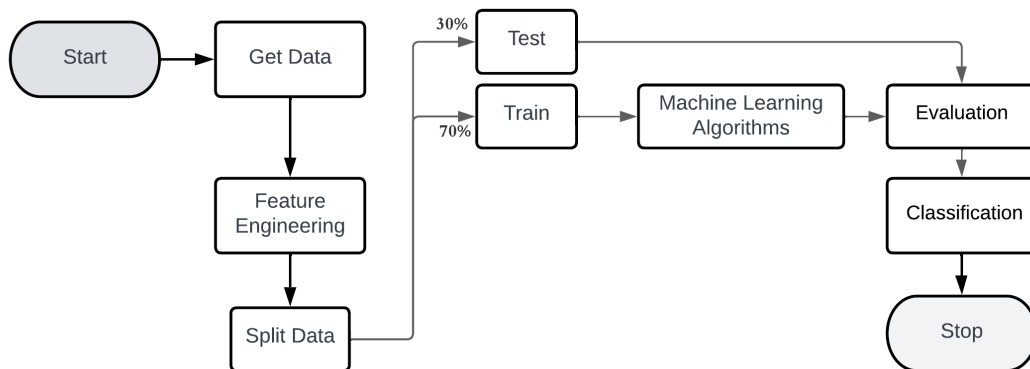 Start
Get Data
Feature
Engineering
Split Data
30%
Test
70%
Train
Machine Learning
Algorithms
Evaluation
Classification
Stop